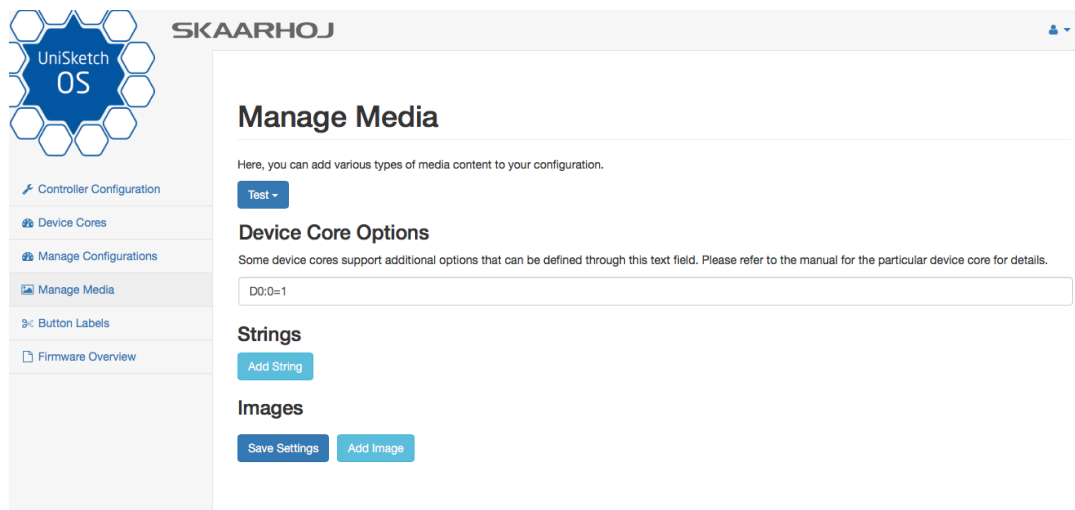 SKAARHOJ
UniSketch
OS
Controller Configuration
Device Cores
Manage Configurations
Manage Media
Button Labels
Firmware Overview
Manage Media
Here, you can add various types of media content to your configuration.
Test
Device Core Options
Some device cores support additional options that can be defined through this text field. Please refer to the manual for the particular device core for details.
D0:0=1
Strings
Add String
Images
Save Settings
Add Image